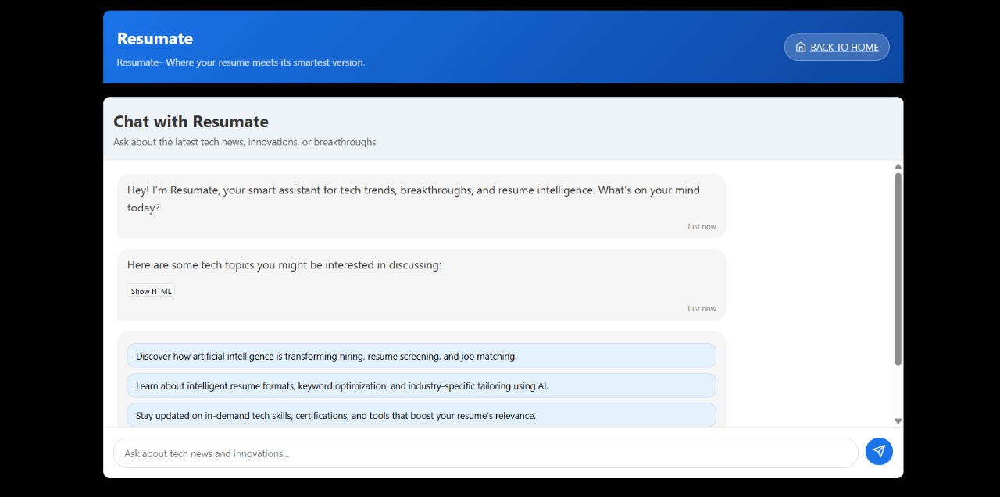 Resumate
Resumate– Where your resume meets its smartest version.
BACK TO HOME
Chat with Resumate
Ask about the latest tech news, innovations, or breakthroughs
Hey! I’m Resumate, your smart assistant for tech trends, breakthroughs, and resume intelligence. What's on your mind
today?
Just now
Here are some tech topics you might be interested in discussing:
Show HTML
Just now
Discover how artificial intelligence is transforming hiring, resume screening, and job matching.
Learn about intelligent resume formats, keyword optimization, and industry-specific tailoring using AI.
Stay updated on in-demand tech skills, certifications, and tools that boost your resume's relevance.
Ask about tech news and innovations...